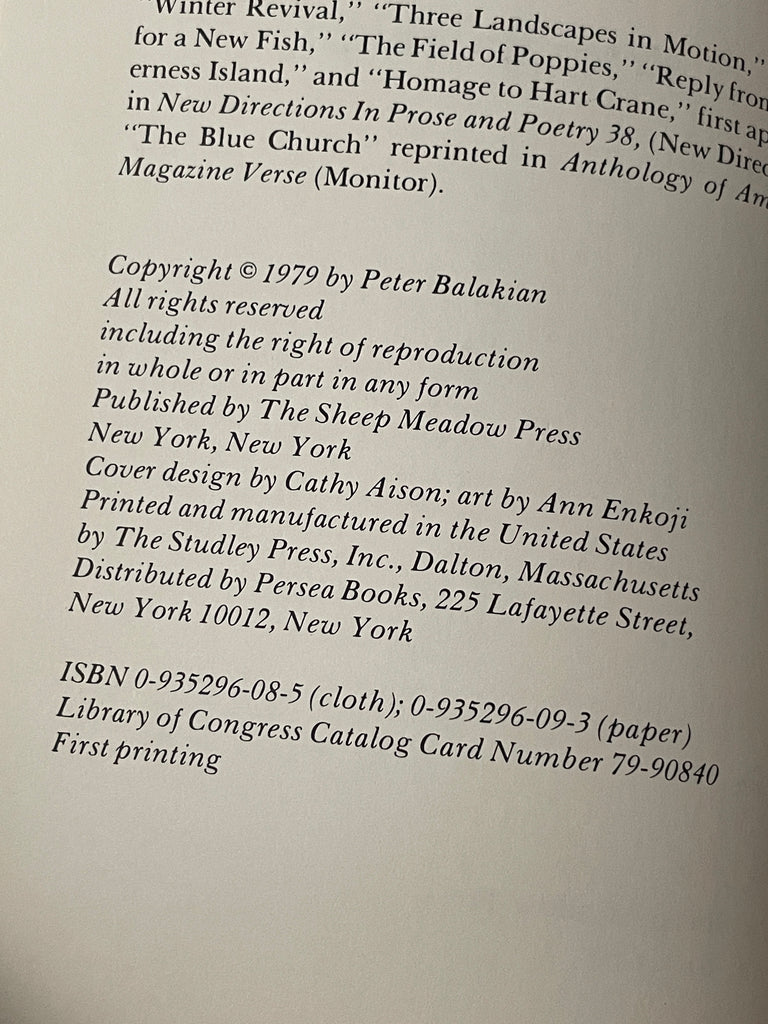 "Winter Revival," "Three Landscapes in Motion,"
for a New Fish," "The Field of Poppies," "Reply from
erness Island," and "Homage to Hart Crane," first ap
in New Directions In Prose and Poetry 38, (New Direc
"The Blue Church" reprinted in Anthology of Am
Magazine Verse (Monitor).
Copyright © 1979 by Peter Balakian
All rights reserved
including the right of reproduction
in whole or in part in any form
Published by The Sheep Meadow Press
New York, New York
Cover design by Cathy Aison; art by Ann Enkoji
Printed and manufactured in the United States
by The Studley Press, Inc., Dalton, Massachusetts
Distributed by Persea Books, 225 Lafayette Street,
New York 10012, New York
ISBN 0-935296-08-5 (cloth); 0-935296-09-3 (paper)
Library of Congress Catalog Card Number 79-90840
First printing